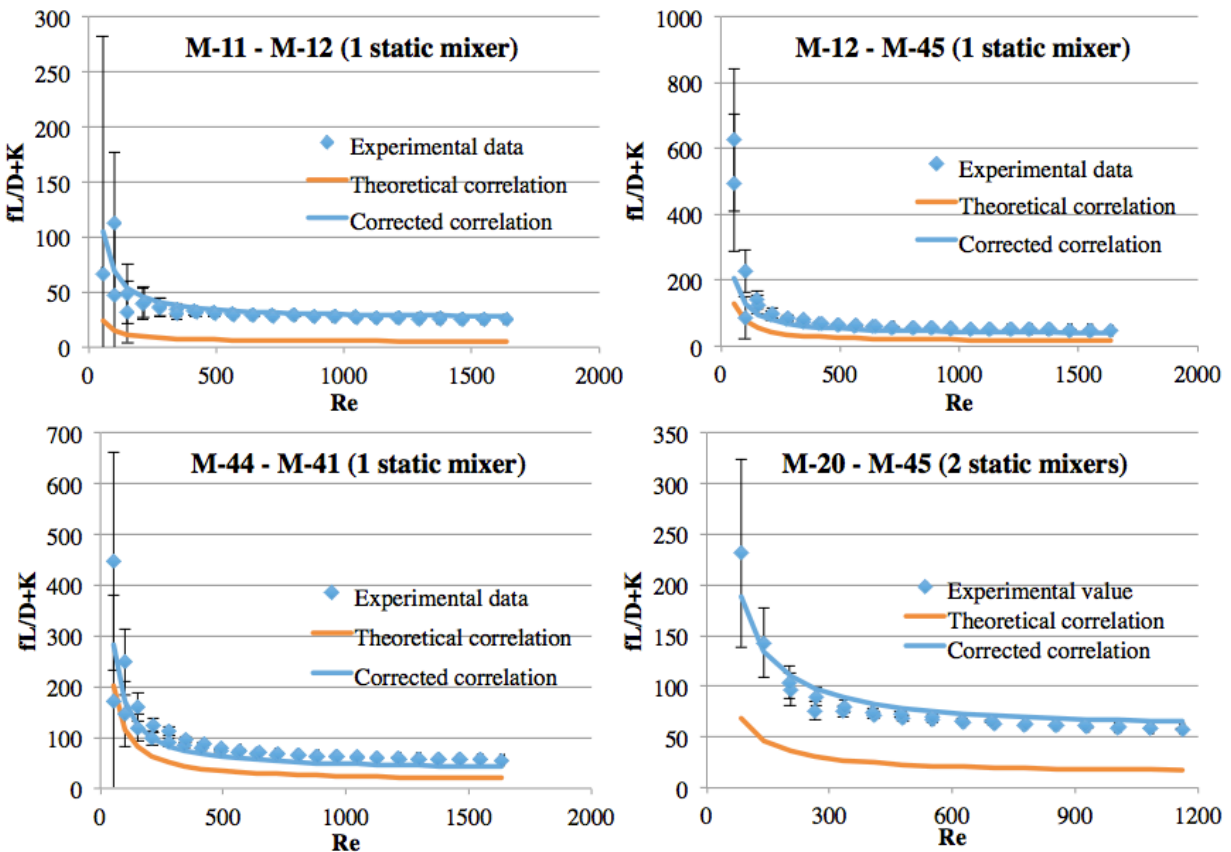 M-11 - M-12 (1 static mixer)
300
250
200
150
100
50
0
fL/D+K
Experimental data
Theoretical correlation
Corrected correlation
0 500 1000 1500 2000
Re
M-12 - M-45 (1 static mixer)
1000
800
600
400
200
0
fL/D+K
Experimental data
Theoretical correlation
Corrected correlation
0 500 1000 1500 2000
Re
M-44 - M-41 (1 static mixer)
700
600
500
400
300
200
100
0
fL/D+K
Experimental data
Theoretical correlation
Corrected correlation
0 500 1000 1500 2000
Re
M-20 - M-45 (2 static mixers)
350
300
250
200
150
100
50
0
fL/D+K
Experimental value
Theoretical correlation
Corrected correlation
0 300 600 900 1200
Re